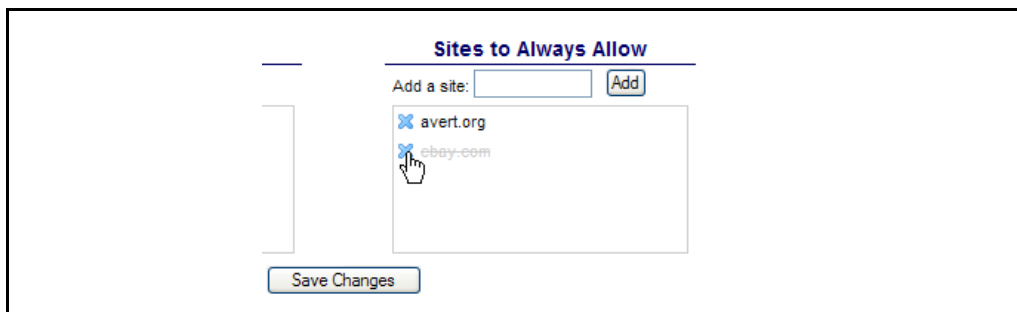 Sites to Always Allow
Add a site: Add
avert.org
ebay.com
Save Changes